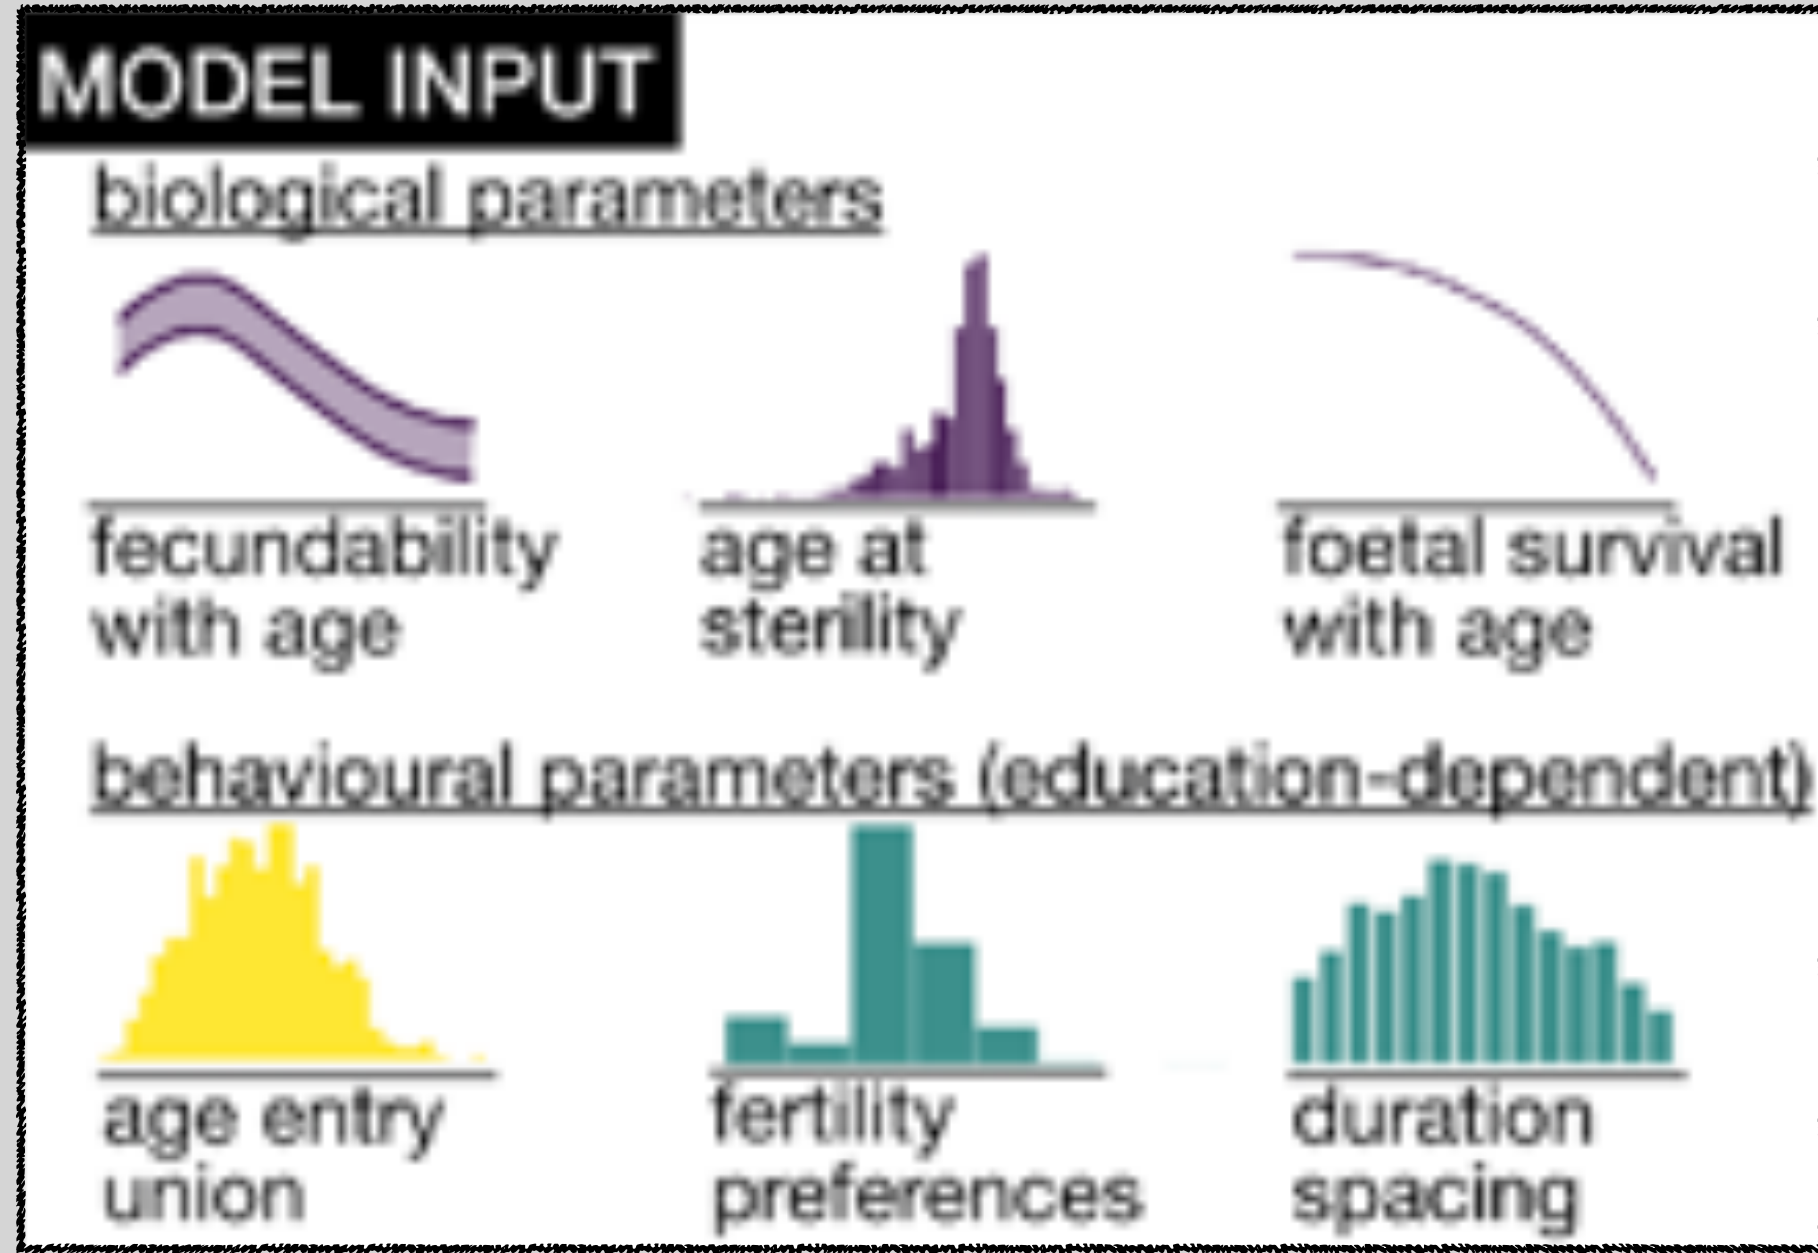 MODEL INPUT
biological parameters
fecundability
with age
age at
sterility
foetal survival
with age
behavioural parameters (education-dependent)
age entry
union
fertility
preferences
duration
spacing